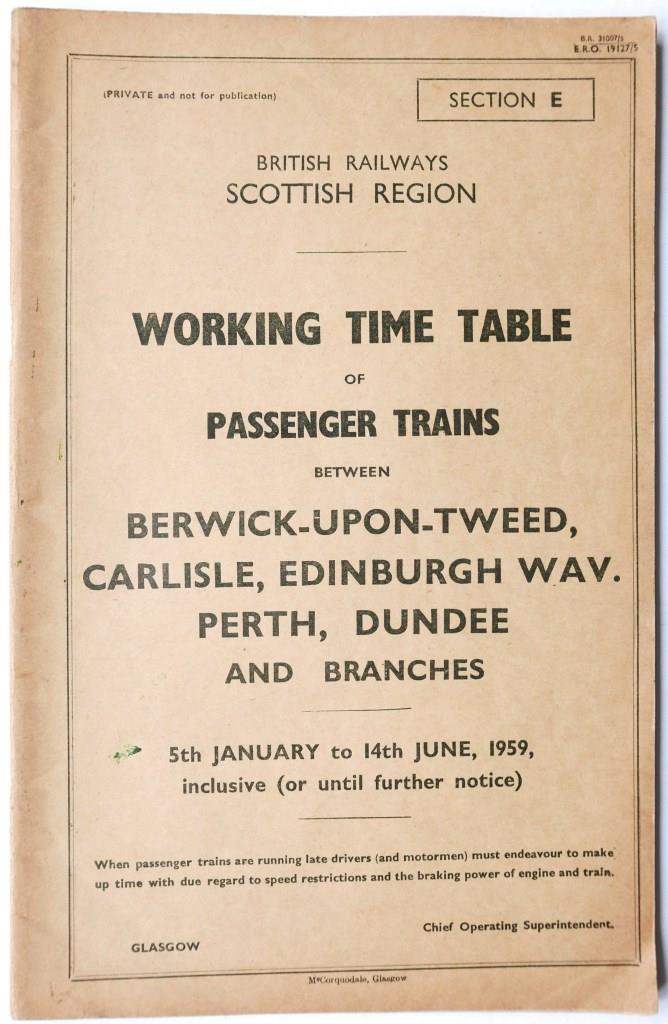 B.R. 31007/5
E.R.O. 19127/5
(PRIVATE and not for publication)
SECTION E
BRITISH RAILWAYS
SCOTTISH REGION
WORKING TIME TABLE
OF
PASSENGER TRAINS
BETWEEN
BERWICK-UPON-TWEED,
CARLISLE, EDINBURGH WAV.
PERTH, DUNDEE
AND BRANCHES
5th JANUARY to 14th JUNE, 1959,
inclusive (or until further notice)
When passenger trains are running late drivers (and motormen) must endeavour to make
up time with due regard to speed restrictions and the braking power of engine and train.
Chief Operating Superintendent.
GLASGOW
McCorquodale, Glasgow